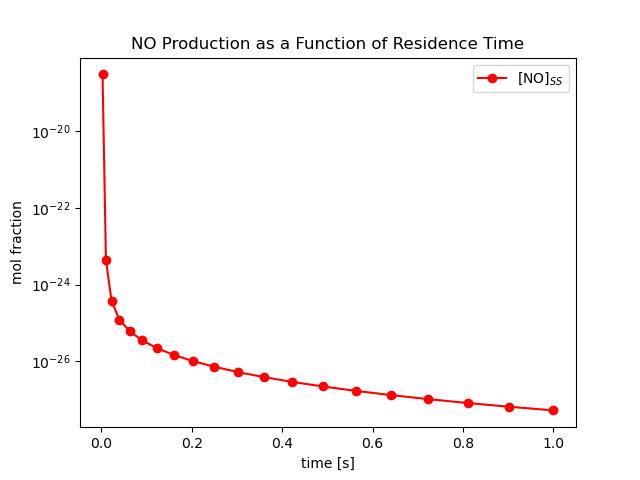 NO Production as a Function of Residence Time
[NO]$_{SS}$
mol fraction
10$^{-20}$
10$^{-22}$
10$^{-24}$
10$^{-26}$
0.0 0.2 0.4 0.6 0.8 1.0
time [s]